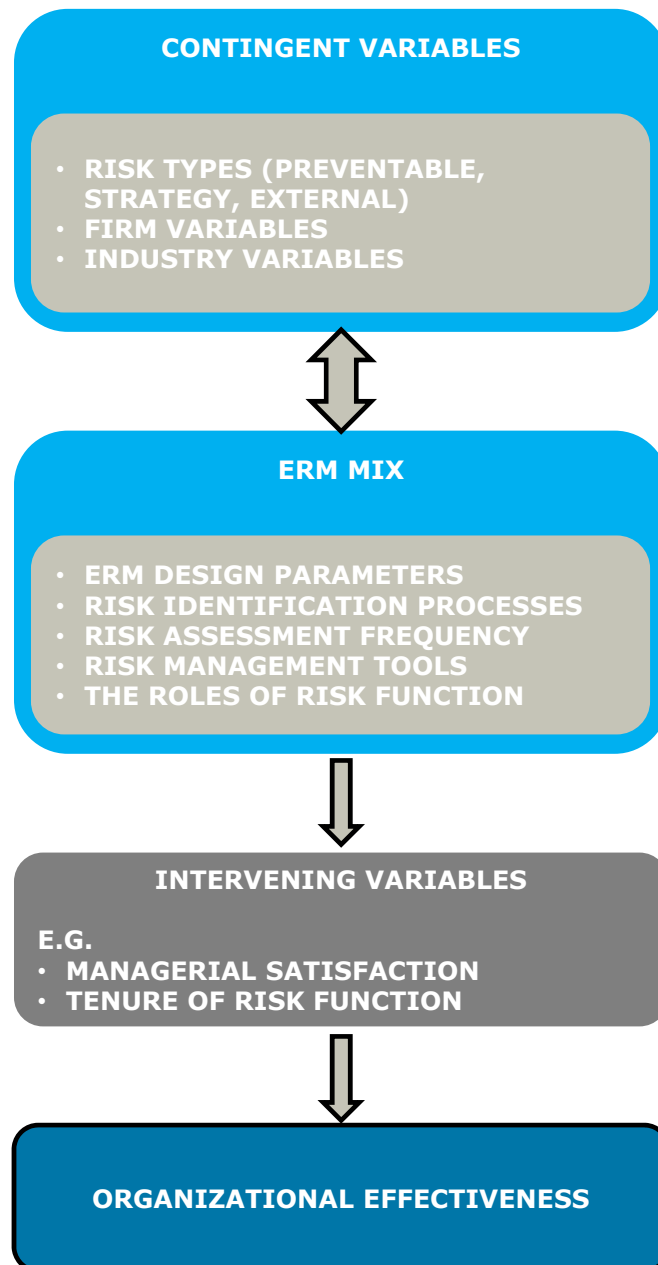 CONTINGENT VARIABLES
• RISK TYPES (PREVENTABLE,
STRATEGY, EXTERNAL)
• FIRM VARIABLES
• INDUSTRY VARIABLES
ERM MIX
• ERM DESIGN PARAMETERS
• RISK IDENTIFICATION PROCESSES
• RISK ASSESSMENT FREQUENCY
• RISK MANAGEMENT TOOLS
• THE ROLES OF RISK FUNCTION
INTERVENING VARIABLES
E.G.
• MANAGERIAL SATISFACTION
• TENURE OF RISK FUNCTION
ORGANIZATIONAL EFFECTIVENESS